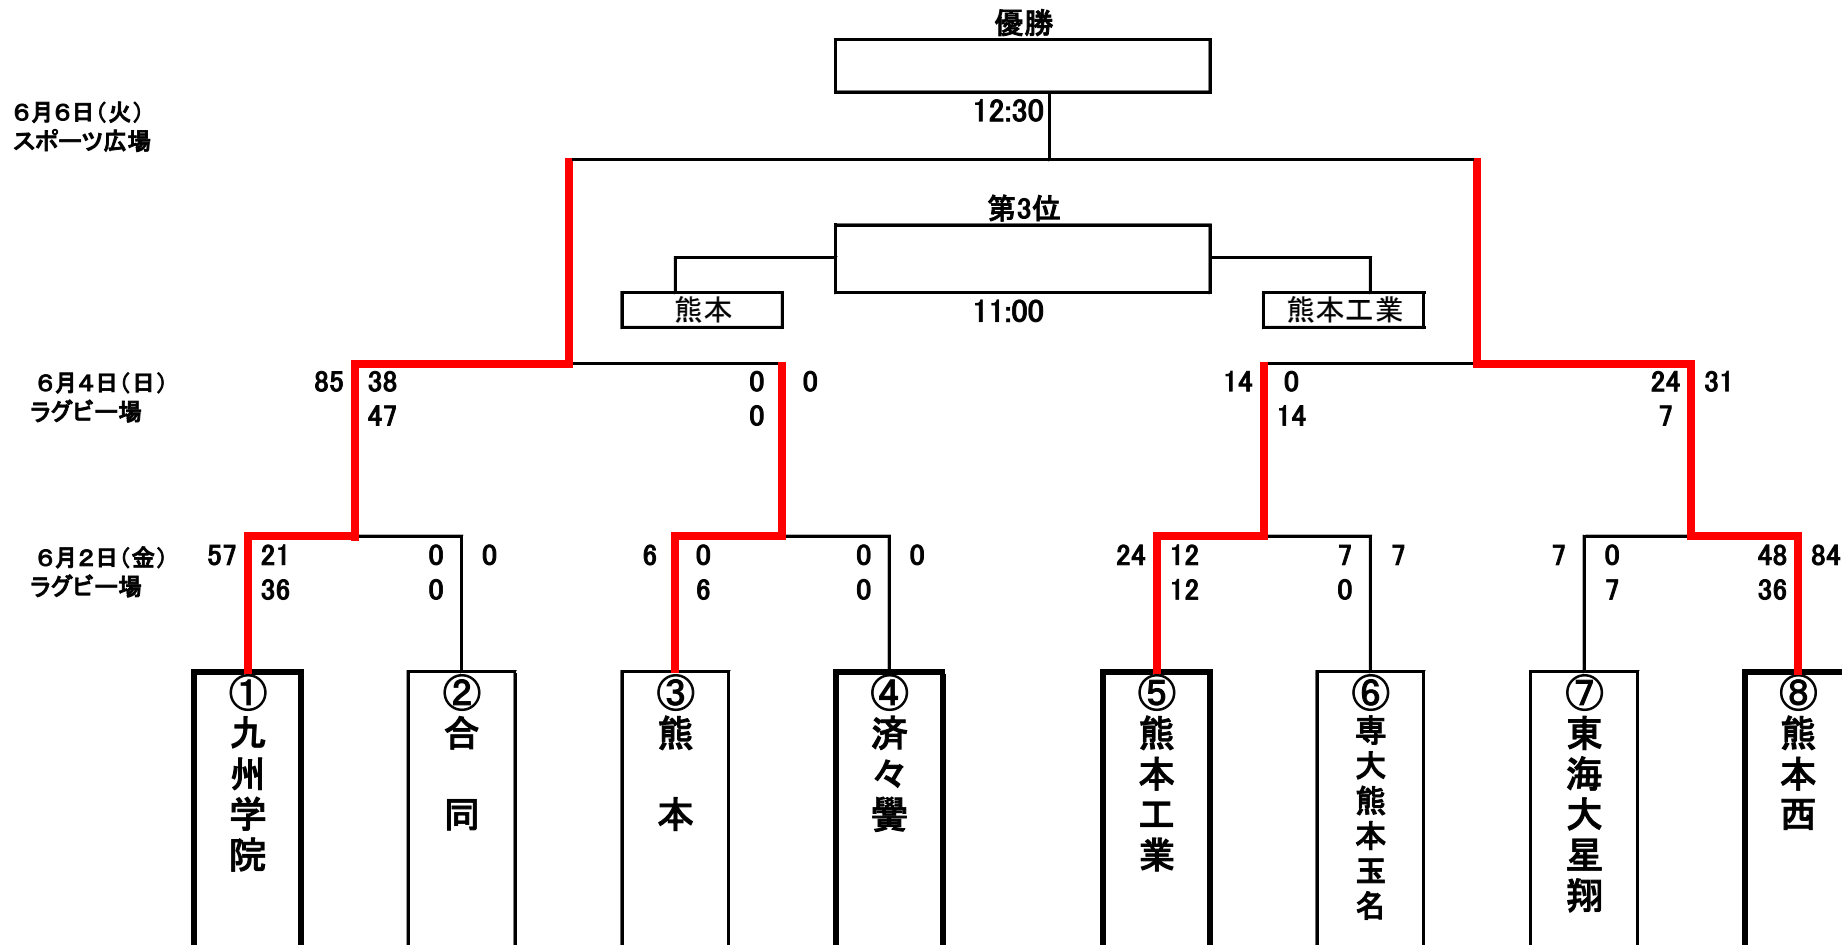 優勝
12:30
6月6日(火)
スポーツ広場
第3位
熊本
11:00
熊本工業
6月4日(日)
ラグビー場
85 38 0 0 14 0 24 31
47 0 14 7
6月2日(金)
ラグビー場
57 21 0 0 6 0 0 0 24 12 7 7 7 0 48 84
36 0 6 0 12 0 7 36
①九州学院
②合同
③熊本
④済々黌
⑤熊本工業
⑥専大熊本玉名
⑦東海大星翔
⑧熊本西